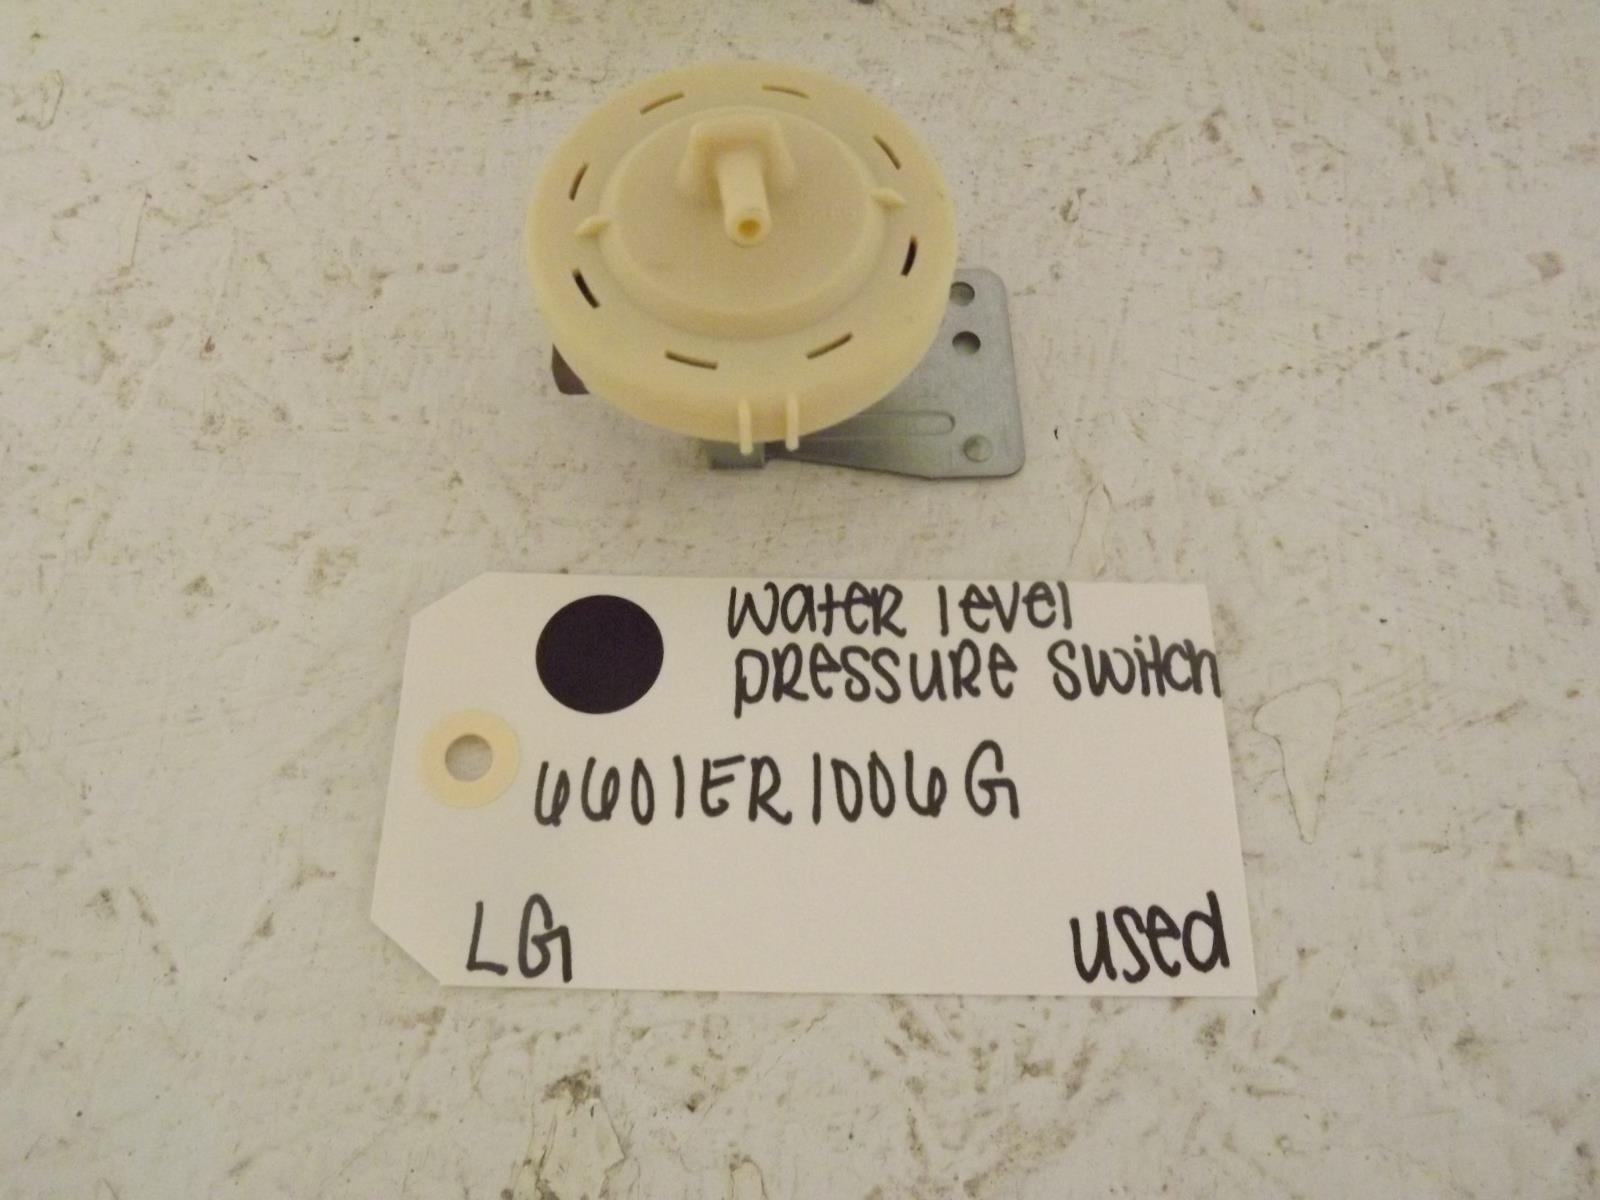 Water level
pressure switch
6601ER1006G
LG
used